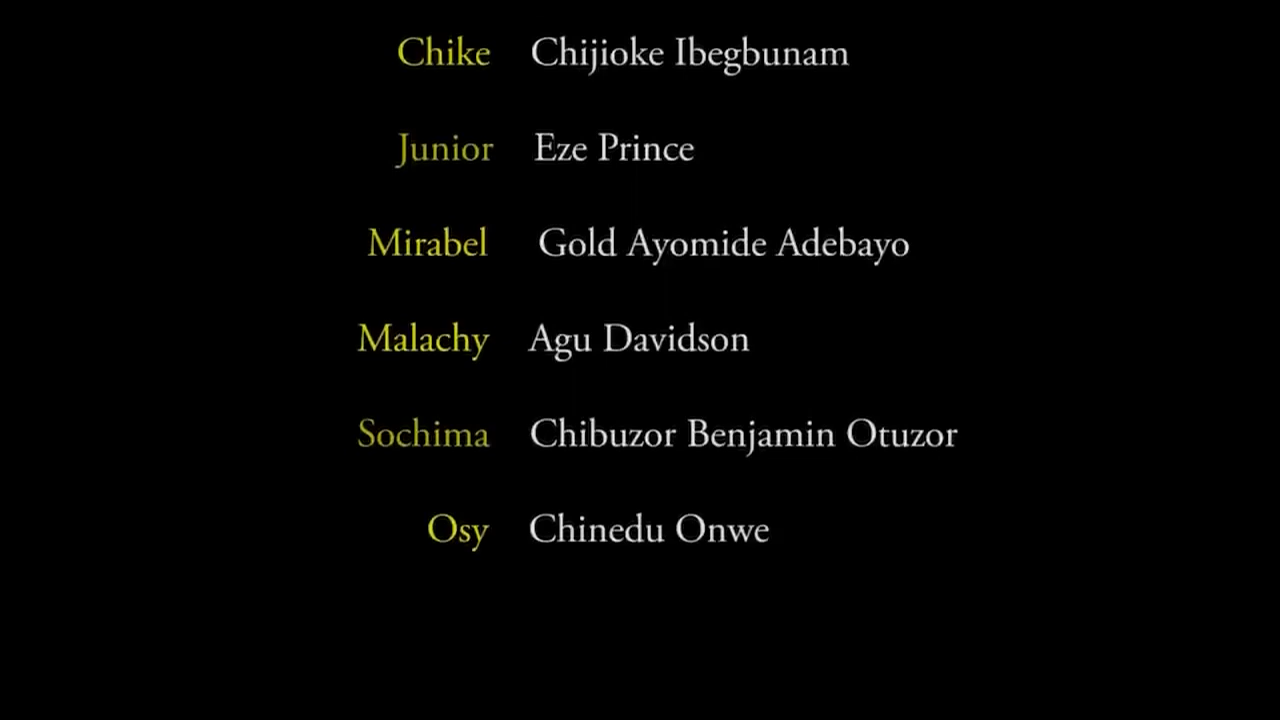 Chike Chijioke Ibegbunam
Junior Eze Prince
Mirabel Gold Ayomide Adebayo
Malachy Agu Davidson
Sochima Chibuzor Benjamin Otuzor
Osy Chinedu Onwe